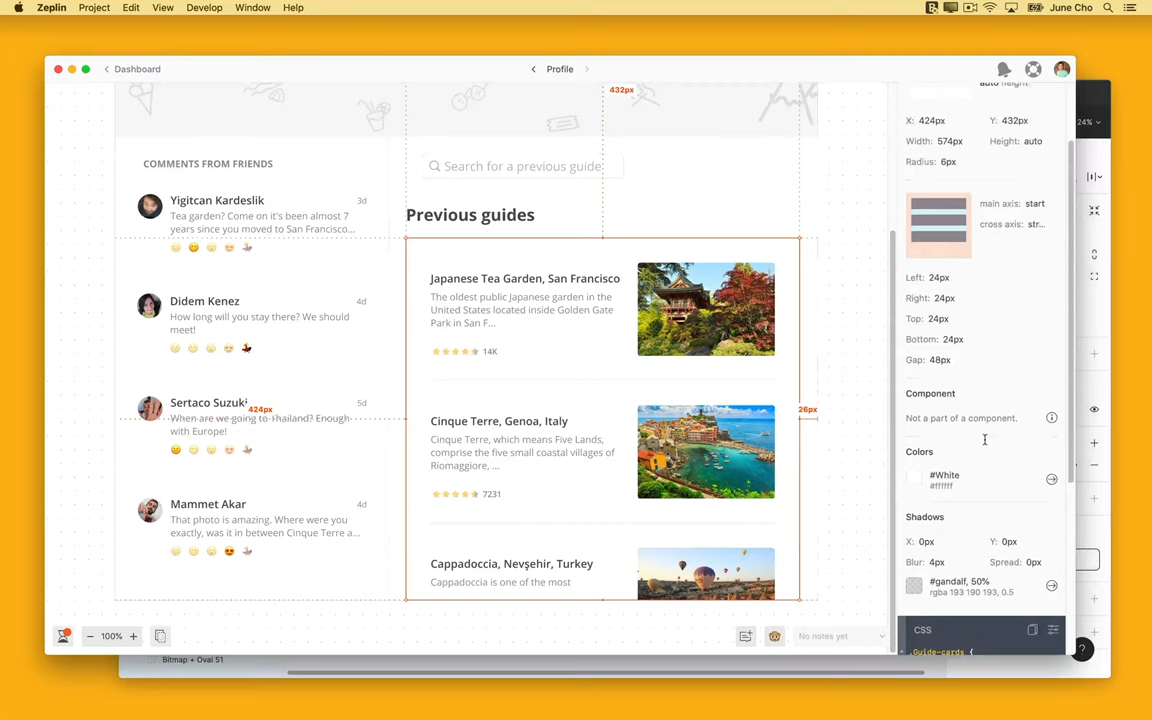 Zeplin Project Edit View Develop Window Help
June Cho
Dashboard
Profile
432px
COMMENTS FROM FRIENDS
Yigitcan Kardeslik 3d
Tea garden? Come on it's been almost 7
years since you moved to San Francisco...
Didem Kenez 4d
How long will you stay there? We should
meet!
Sertaco Suzuki 5d
When are we going to Thailand? Enough
with Europe!
424px
Mammet Akar 4d
That photo is amazing. Where were you
exactly, was it in between Cinque Terre a...
Search for a previous guide
Previous guides
Japanese Tea Garden, San Francisco
The oldest public Japanese garden in the
United States located inside Golden Gate
Park in San F...
14K
Cinque Terre, Genoa, Italy
Cinque Terre, which means Five Lands,
comprise the five small coastal villages of
Riomaggiore, ...
7231
26px
Cappadoccia, Nevşehir, Turkey
Cappadoccia is one of the most
100%
No notes yet
auto height
X: 424px Y: 432px
Width: 574px Height: auto
Radius: 6px
main axis: start
cross axis: str...
Left: 24px
Right: 24px
Top: 24px
Bottom: 24px
Gap: 48px
Component
Not a part of a component.
Colors
#White
#ffffff
Shadows
X: 0px Y: 0px
Blur: 4px Spread: 0px
#gandalf, 50%
rgba 193 190 193, 0.5
CSS
.Guide-cards {
24%
?
Bitmap + Oval 51